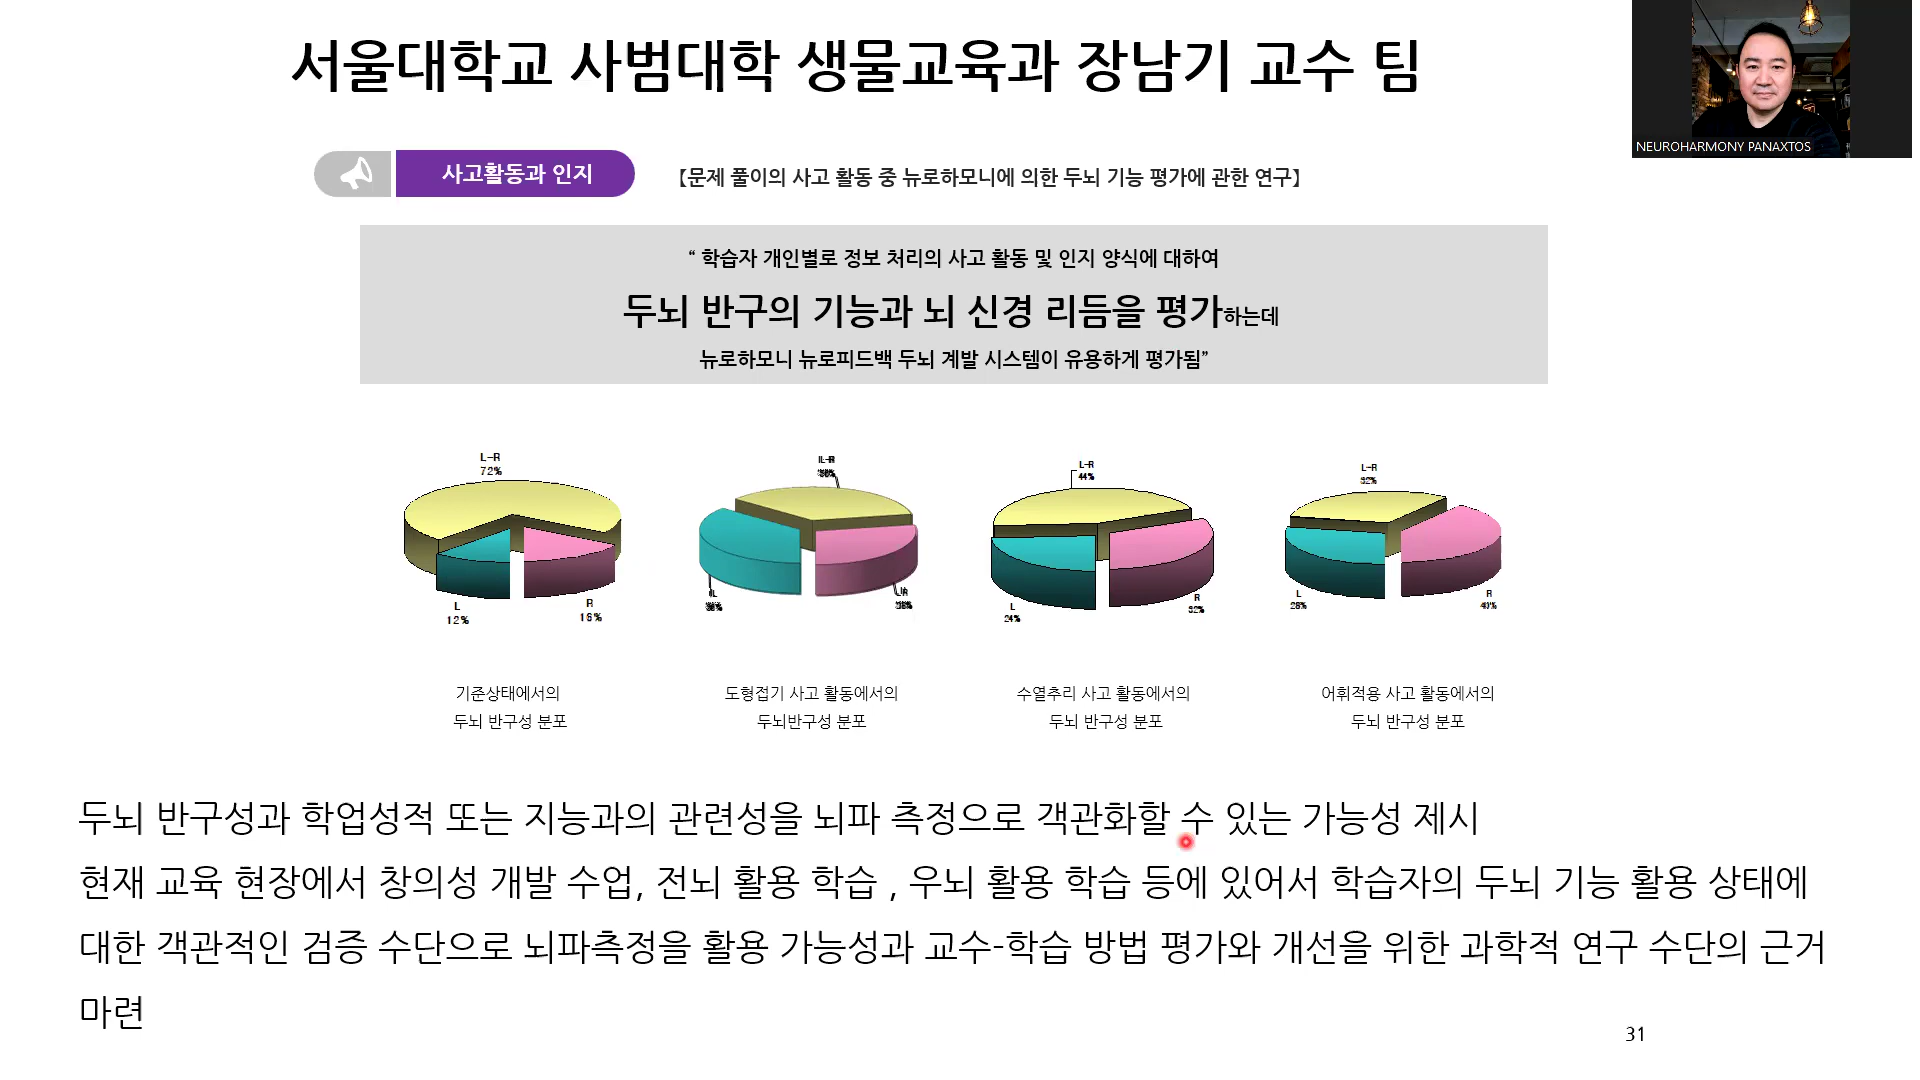 서울대학교 사범대학 생물교육과 장남기 교수 팀
NEUROHARMONY PANAXTOS
사고활동과 인지
【문제 풀이의 사고 활동 중 뉴로하모니에 의한 두뇌 기능 평가에 관한 연구】
“ 학습자 개인별로 정보 처리의 사고 활동 및 인지 양식에 대하여
두뇌 반구의 기능과 뇌 신경 리듬을 평가하는데
뉴로하모니 뉴로피드백 두뇌 계발 시스템이 유용하게 평가됨”
L-R
72%
L
12%
R
16%
L-R
44%
L
24%
R
32%
L-R
32%
L
28%
R
40%
기준상태에서의
두뇌 반구성 분포
도형접기 사고 활동에서의
두뇌반구성 분포
수열추리 사고 활동에서의
두뇌 반구성 분포
어휘적용 사고 활동에서의
두뇌 반구성 분포
두뇌 반구성과 학업성적 또는 지능과의 관련성을 뇌파 측정으로 객관화할 수 있는 가능성 제시
현재 교육 현장에서 창의성 개발 수업, 전뇌 활용 학습 , 우뇌 활용 학습 등에 있어서 학습자의 두뇌 기능 활용 상태에
대한 객관적인 검증 수단으로 뇌파측정을 활용 가능성과 교수-학습 방법 평가와 개선을 위한 과학적 연구 수단의 근거
마련
31